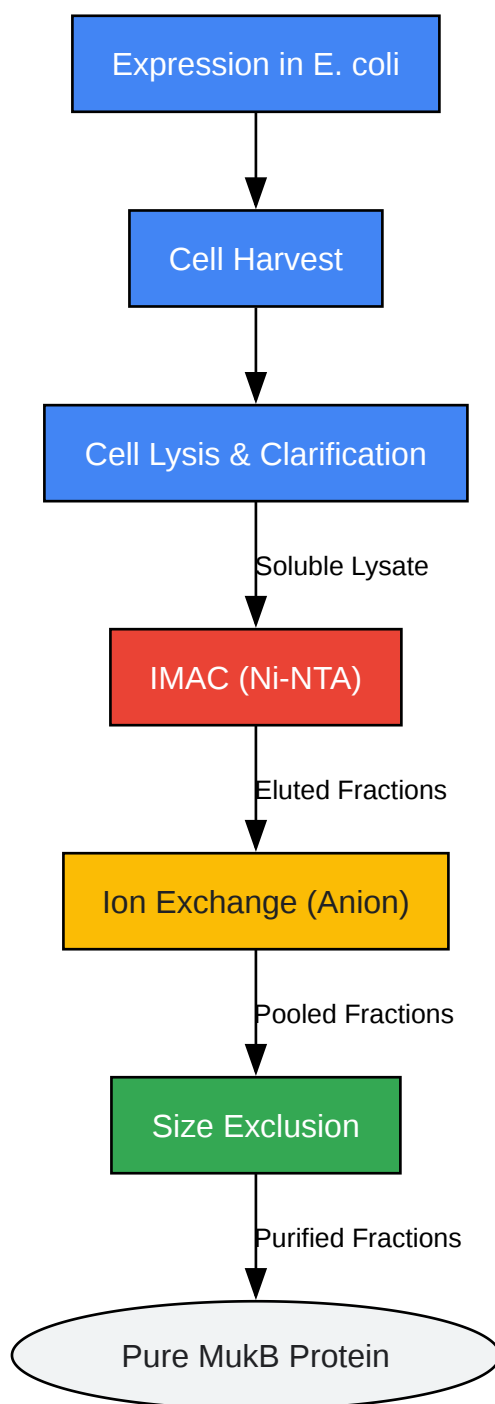 Expression in E. coli
Cell Harvest
Cell Lysis & Clarification
Soluble Lysate
IMAC (Ni-NTA)
Eluted Fractions
Ion Exchange (Anion)
Pooled Fractions
Size Exclusion
Purified Fractions
Pure MukB Protein